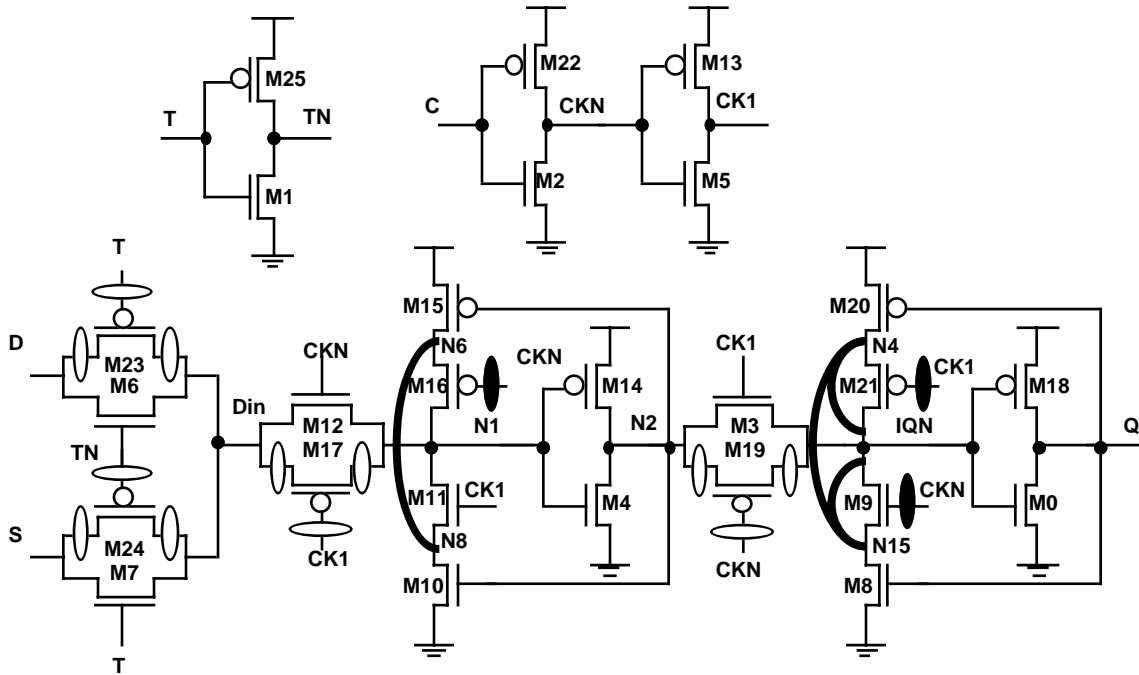 M25
T
TN
M1
M22
M13
C
CKN
CK1
M2
M5
T
D
M23
M6
TN
S
M24
M7
T
Din
CKN
M12
M17
CK1
M15
N6
M16
CKN
M14
N1
N2
M11
CK1
M4
N8
M10
CK1
M3
M19
CKN
M20
N4
M21
CK1
M18
IQN
Q
M9
CKN
M0
N15
M8